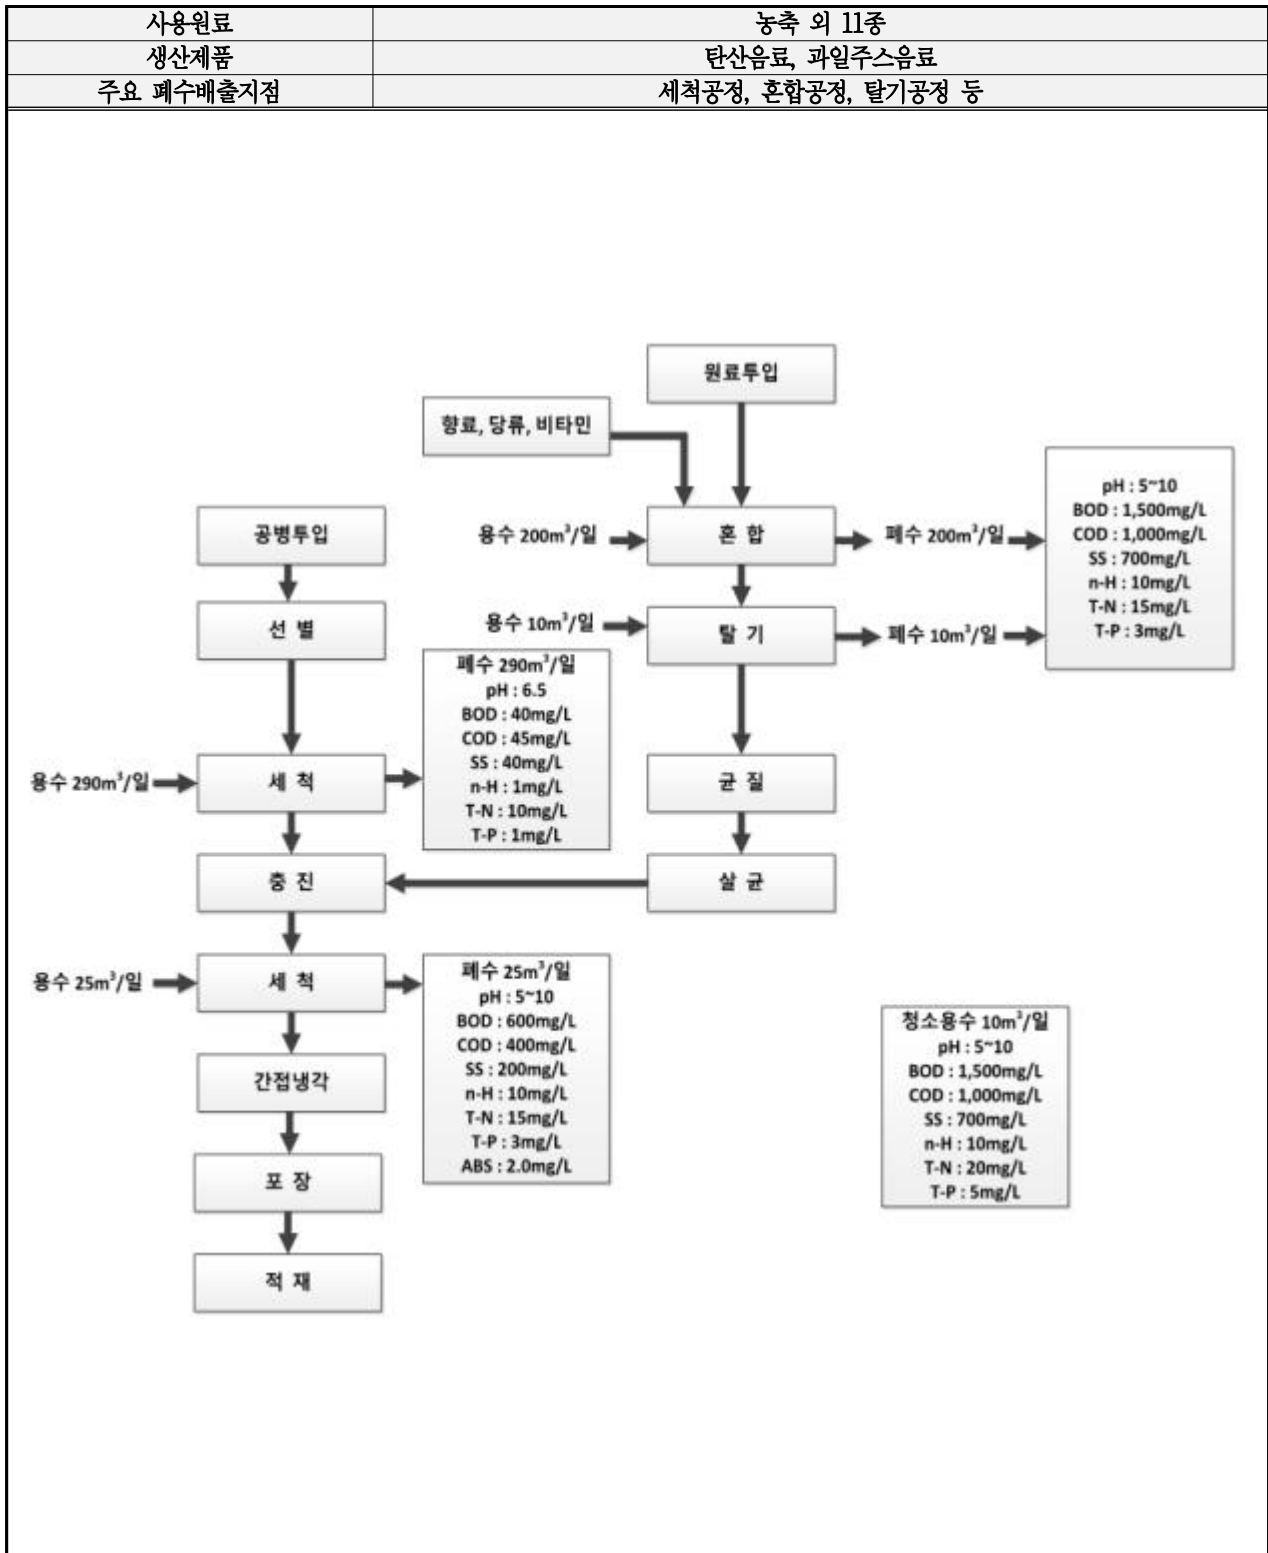 사용원료 농축 외 11종
생산제품 탄산음료, 과일주스음료
주요 폐수배출지점 세척공정, 혼합공정, 탈기공정 등
원료투입
향료, 당류, 비타민
공병투입
용수 200m³/일
혼 합
폐수 200m³/일
pH : 5~10
BOD : 1,500mg/L
COD : 1,000mg/L
SS : 700mg/L
n-H : 10mg/L
T-N : 15mg/L
T-P : 3mg/L
선 별
용수 10m³/일
탈 기
폐수 10m³/일
폐수 290m³/일
pH : 6.5
BOD : 40mg/L
COD : 45mg/L
SS : 40mg/L
n-H : 1mg/L
T-N : 10mg/L
T-P : 1mg/L
용수 290m³/일
세 척
균 질
충 진
살 균
용수 25m³/일
세 척
폐수 25m³/일
pH : 5~10
BOD : 600mg/L
COD : 400mg/L
SS : 200mg/L
n-H : 10mg/L
T-N : 15mg/L
T-P : 3mg/L
ABS : 2.0mg/L
청소용수 10m³/일
pH : 5~10
BOD : 1,500mg/L
COD : 1,000mg/L
SS : 700mg/L
n-H : 10mg/L
T-N : 20mg/L
T-P : 5mg/L
간접냉각
포 장
적 재